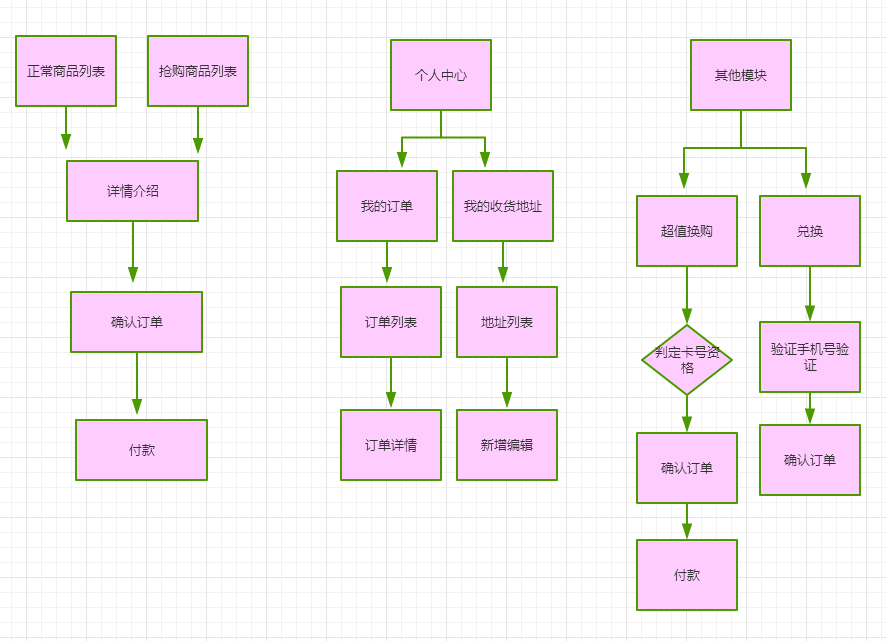 正常商品列表
抢购商品列表
详情介绍
确认订单
付款
个人中心
我的订单
我的收货地址
订单列表
地址列表
订单详情
新增编辑
其他模块
超值换购
兑换
判定卡号资
格
验证手机号验
证
确认订单
确认订单
付款